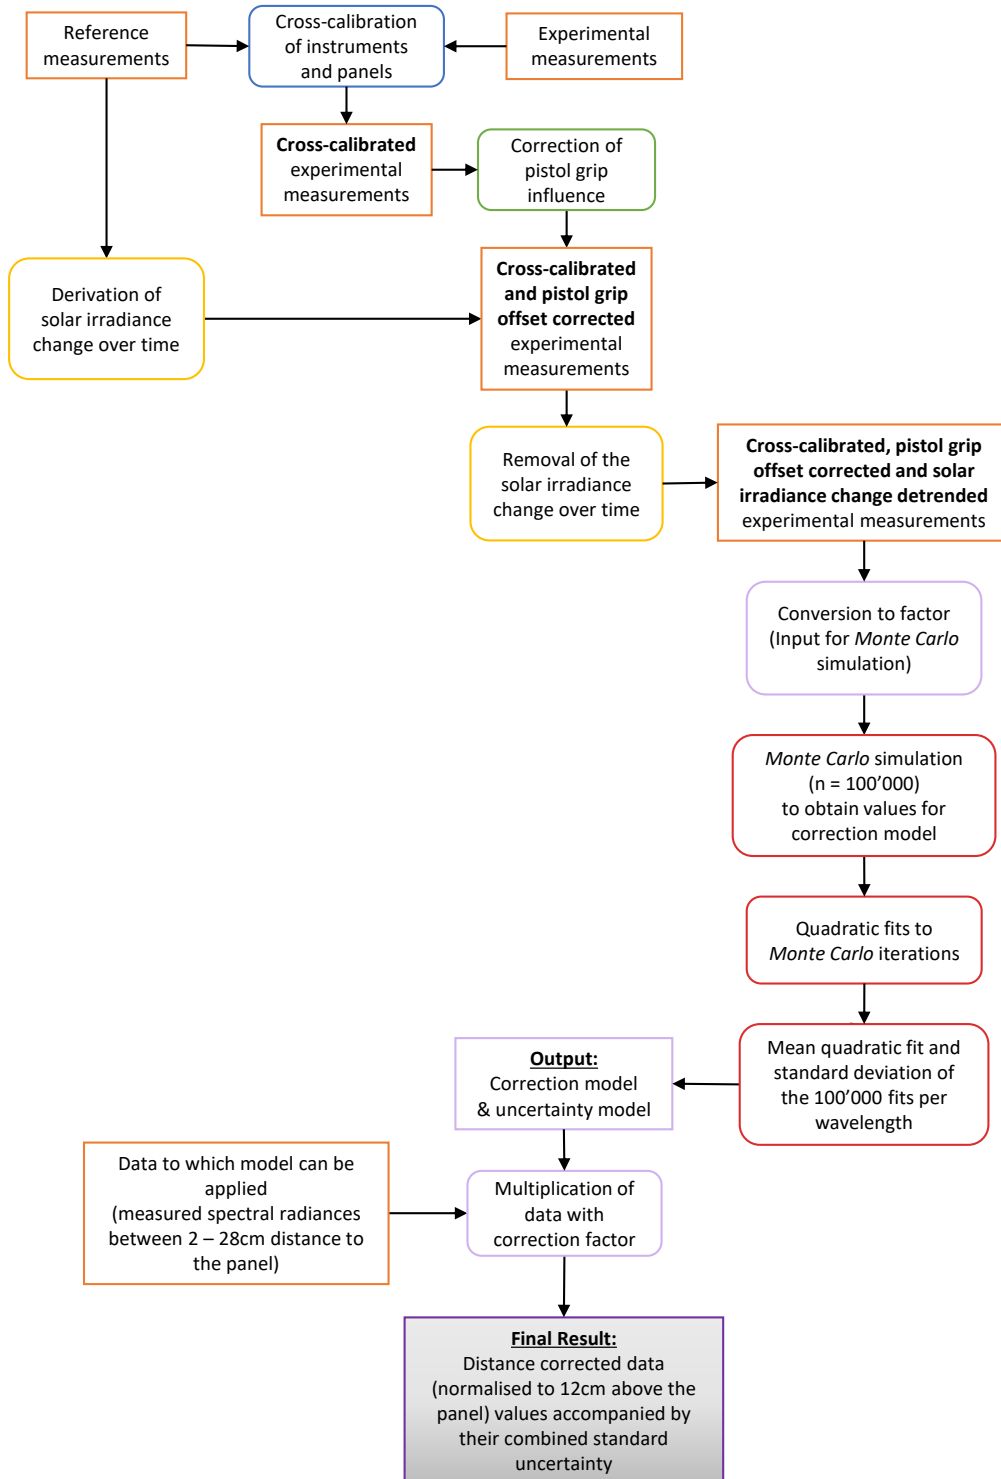 Reference
measurements
Cross-calibration
of instruments
and panels
Experimental
measurements
Cross-calibrated
experimental
measurements
Correction of
pistol grip
influence
Derivation of
solar irradiance
change over time
Cross-calibrated
and pistol grip
offset corrected
experimental
measurements
Removal of the
solar irradiance
change over time
Cross-calibrated, pistol grip
offset corrected and solar
irradiance change detrended
experimental measurements
Conversion to factor
(Input for Monte Carlo
simulation)
Monte Carlo simulation
(n = 100’000)
to obtain values for
correction model
Quadratic fits to
Monte Carlo iterations
Mean quadratic fit and
standard deviation of
the 100’000 fits per
wavelength
Output:
Correction model
& uncertainty model
Data to which model can be
applied
(measured spectral radiances
between 2 – 28cm distance to
the panel)
Multiplication of
data with
correction factor
Final Result:
Distance corrected data
(normalised to 12cm above the
panel) values accompanied by
their combined standard
uncertainty